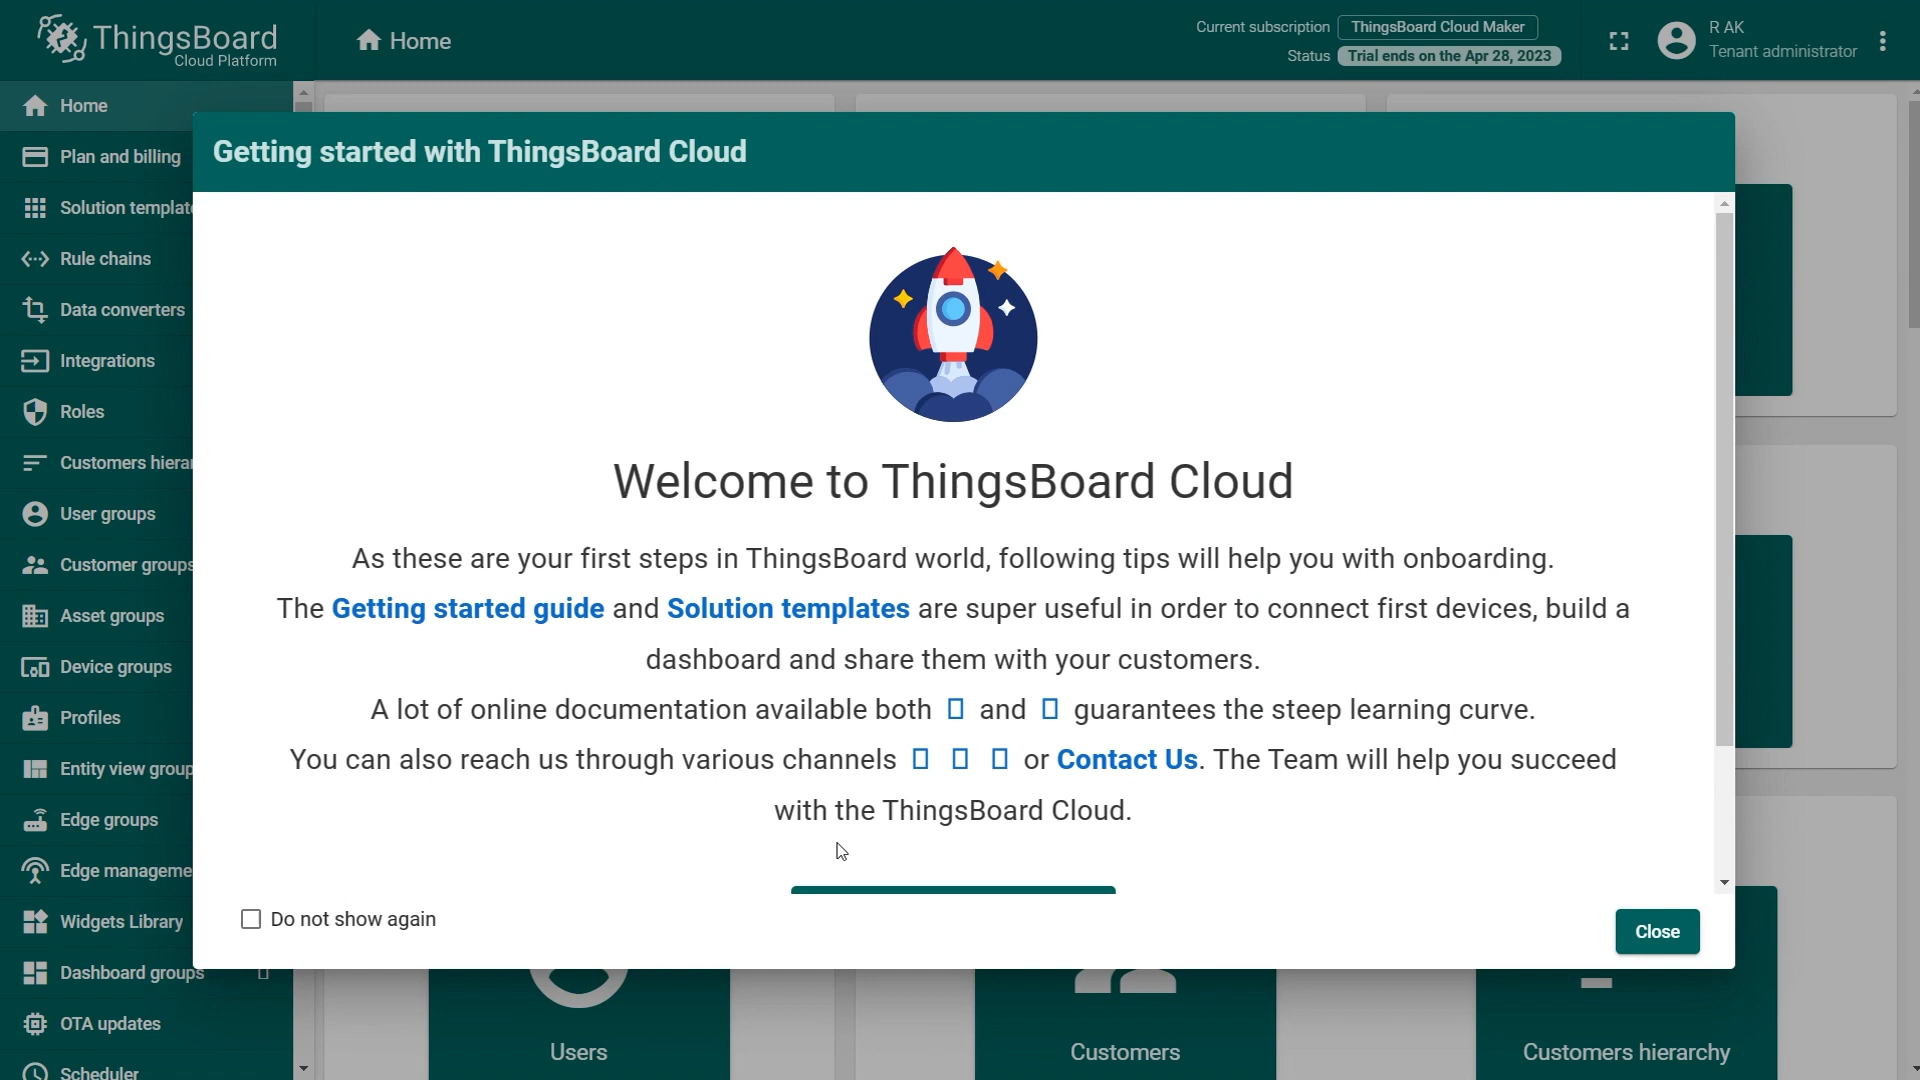 ThingsBoard
Cloud Platform
Home
Current subscription ThingsBoard Cloud Maker
Status Trial ends on the Apr 28, 2023
R AK
Tenant administrator
Home
Plan and billing
Solution templat
Rule chains
Data converters
Integrations
Roles
Customers hierar
User groups
Customer groups
Asset groups
Device groups
Profiles
Entity view group
Edge groups
Edge manageme
Widgets Library
Dashboard groups
OTA updates
Scheduler
Getting started with ThingsBoard Cloud
Welcome to ThingsBoard Cloud
As these are your first steps in ThingsBoard world, following tips will help you with onboarding.
The Getting started guide and Solution templates are super useful in order to connect first devices, build a
dashboard and share them with your customers.
A lot of online documentation available both and guarantees the steep learning curve.
You can also reach us through various channels or Contact Us. The Team will help you succeed
with the ThingsBoard Cloud.
Do not show again
Close
Users
Customers
Customers hierarchy